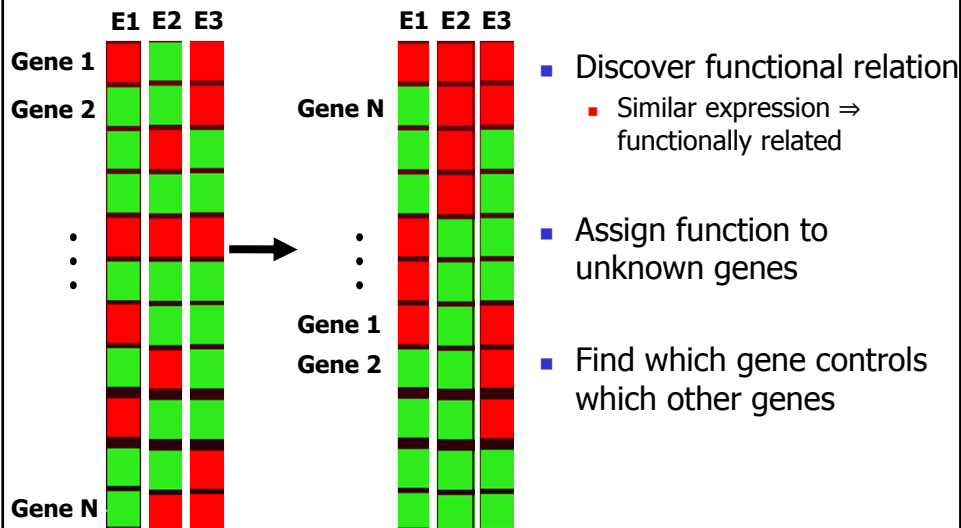 E1 E2 E3
Gene 1
Gene 2
Gene N
E1 E2 E3
Gene N
Gene 1
Gene 2
▪ Discover functional relation
▪ Similar expression ⇒
functionally related
▪ Assign function to
unknown genes
▪ Find which gene controls
which other genes